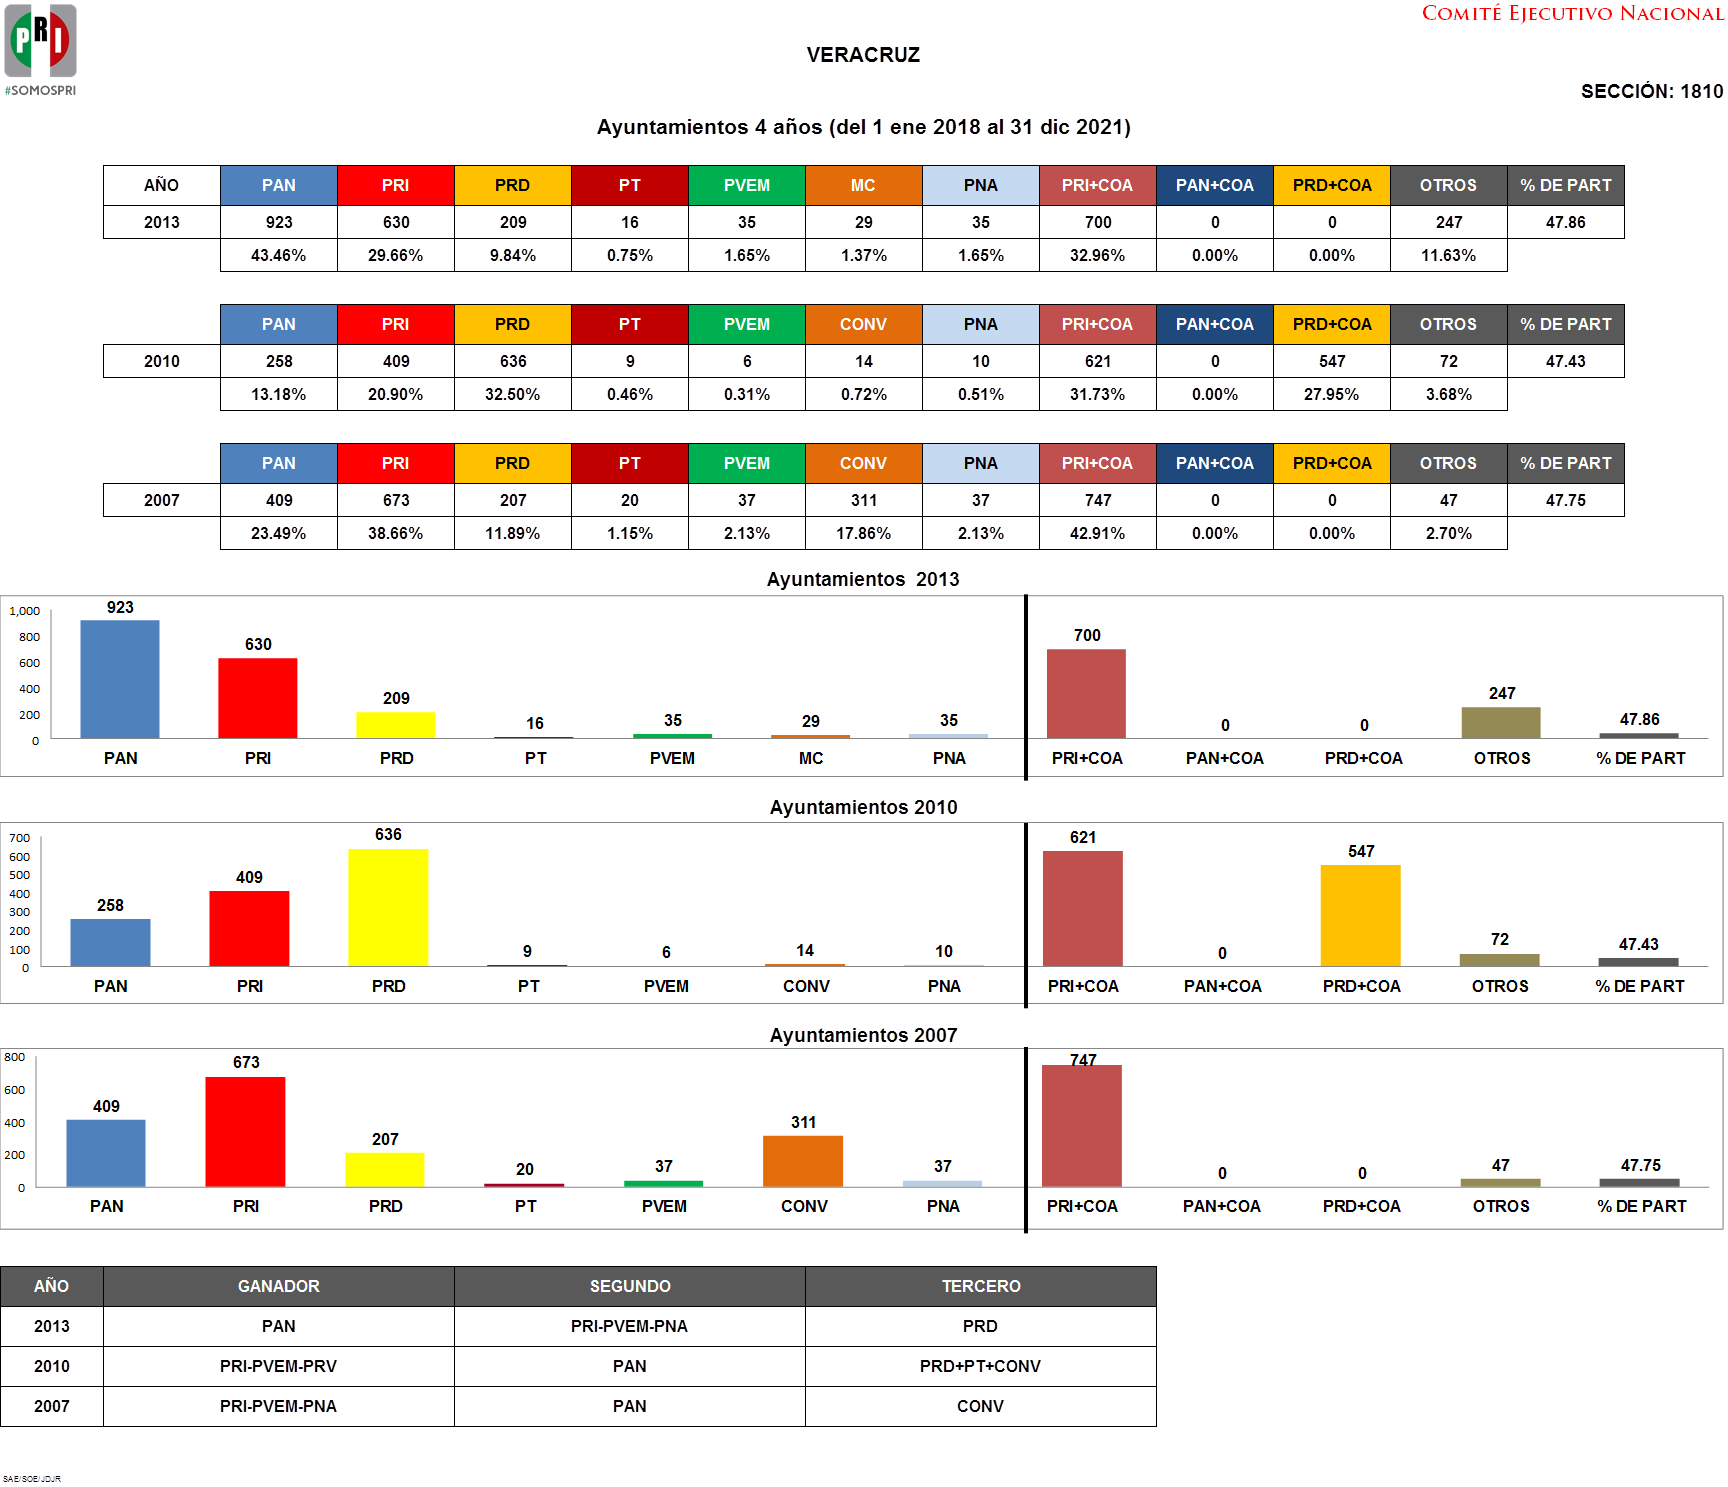 PRI
#SOMOSPRI
COMITÉ EJECUTIVO NACIONAL
VERACRUZ
SECCIÓN: 1810
Ayuntamientos 4 años (del 1 ene 2018 al 31 dic 2021)
AÑO PAN PRI PRD PT PVEM MC PNA PRI+COA PAN+COA PRD+COA OTROS % DE PART
2013 923 630 209 16 35 29 35 700 0 0 247 47.86
43.46% 29.66% 9.84% 0.75% 1.65% 1.37% 1.65% 32.96% 0.00% 0.00% 11.63%
PAN PRI PRD PT PVEM CONV PNA PRI+COA PAN+COA PRD+COA OTROS % DE PART
2010 258 409 636 9 6 14 10 621 0 547 72 47.43
13.18% 20.90% 32.50% 0.46% 0.31% 0.72% 0.51% 31.73% 0.00% 27.95% 3.68%
PAN PRI PRD PT PVEM CONV PNA PRI+COA PAN+COA PRD+COA OTROS % DE PART
2007 409 673 207 20 37 311 37 747 0 0 47 47.75
23.49% 38.66% 11.89% 1.15% 2.13% 17.86% 2.13% 42.91% 0.00% 0.00% 2.70%
Ayuntamientos 2013
1,000
800
600
400
200
0
923 630 209 16 35 29 35 700 0 0 247 47.86
PAN PRI PRD PT PVEM MC PNA PRI+COA PAN+COA PRD+COA OTROS % DE PART
Ayuntamientos 2010
700
600
500
400
300
200
100
0
258 409 636 9 6 14 10 621 0 547 72 47.43
PAN PRI PRD PT PVEM CONV PNA PRI+COA PAN+COA PRD+COA OTROS % DE PART
Ayuntamientos 2007
800
600
400
200
0
409 673 207 20 37 311 37 747 0 0 47 47.75
PAN PRI PRD PT PVEM CONV PNA PRI+COA PAN+COA PRD+COA OTROS % DE PART
AÑO GANADOR SEGUNDO TERCERO
2013 PAN PRI-PVEM-PNA PRD
2010 PRI-PVEM-PRV PAN PRD+PT+CONV
2007 PRI-PVEM-PNA PAN CONV
SAE/SOE/JDJR